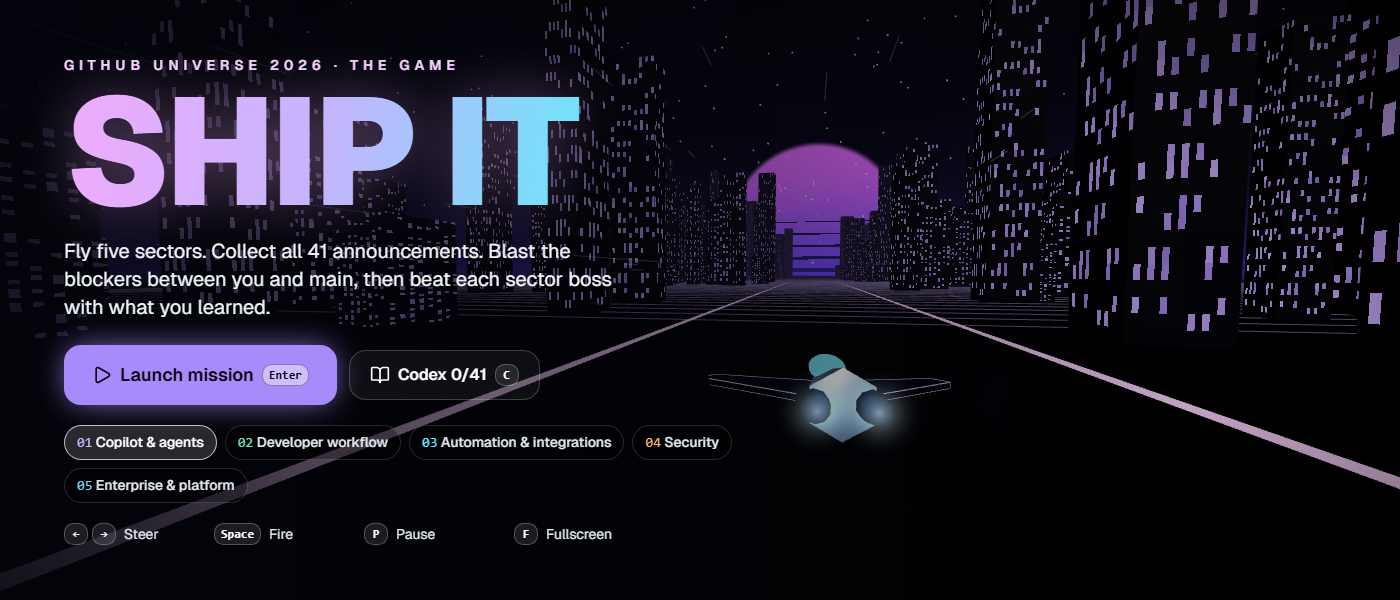 GITHUB UNIVERSE 2026 · THE GAME
SHIP IT
Fly five sectors. Collect all 41 announcements. Blast the
blockers between you and main, then beat each sector boss
with what you learned.
Launch mission Enter Codex 0/41 C
01 Copilot & agents 02 Developer workflow 03 Automation & integrations 04 Security
05 Enterprise & platform
← → Steer Space Fire P Pause F Fullscreen